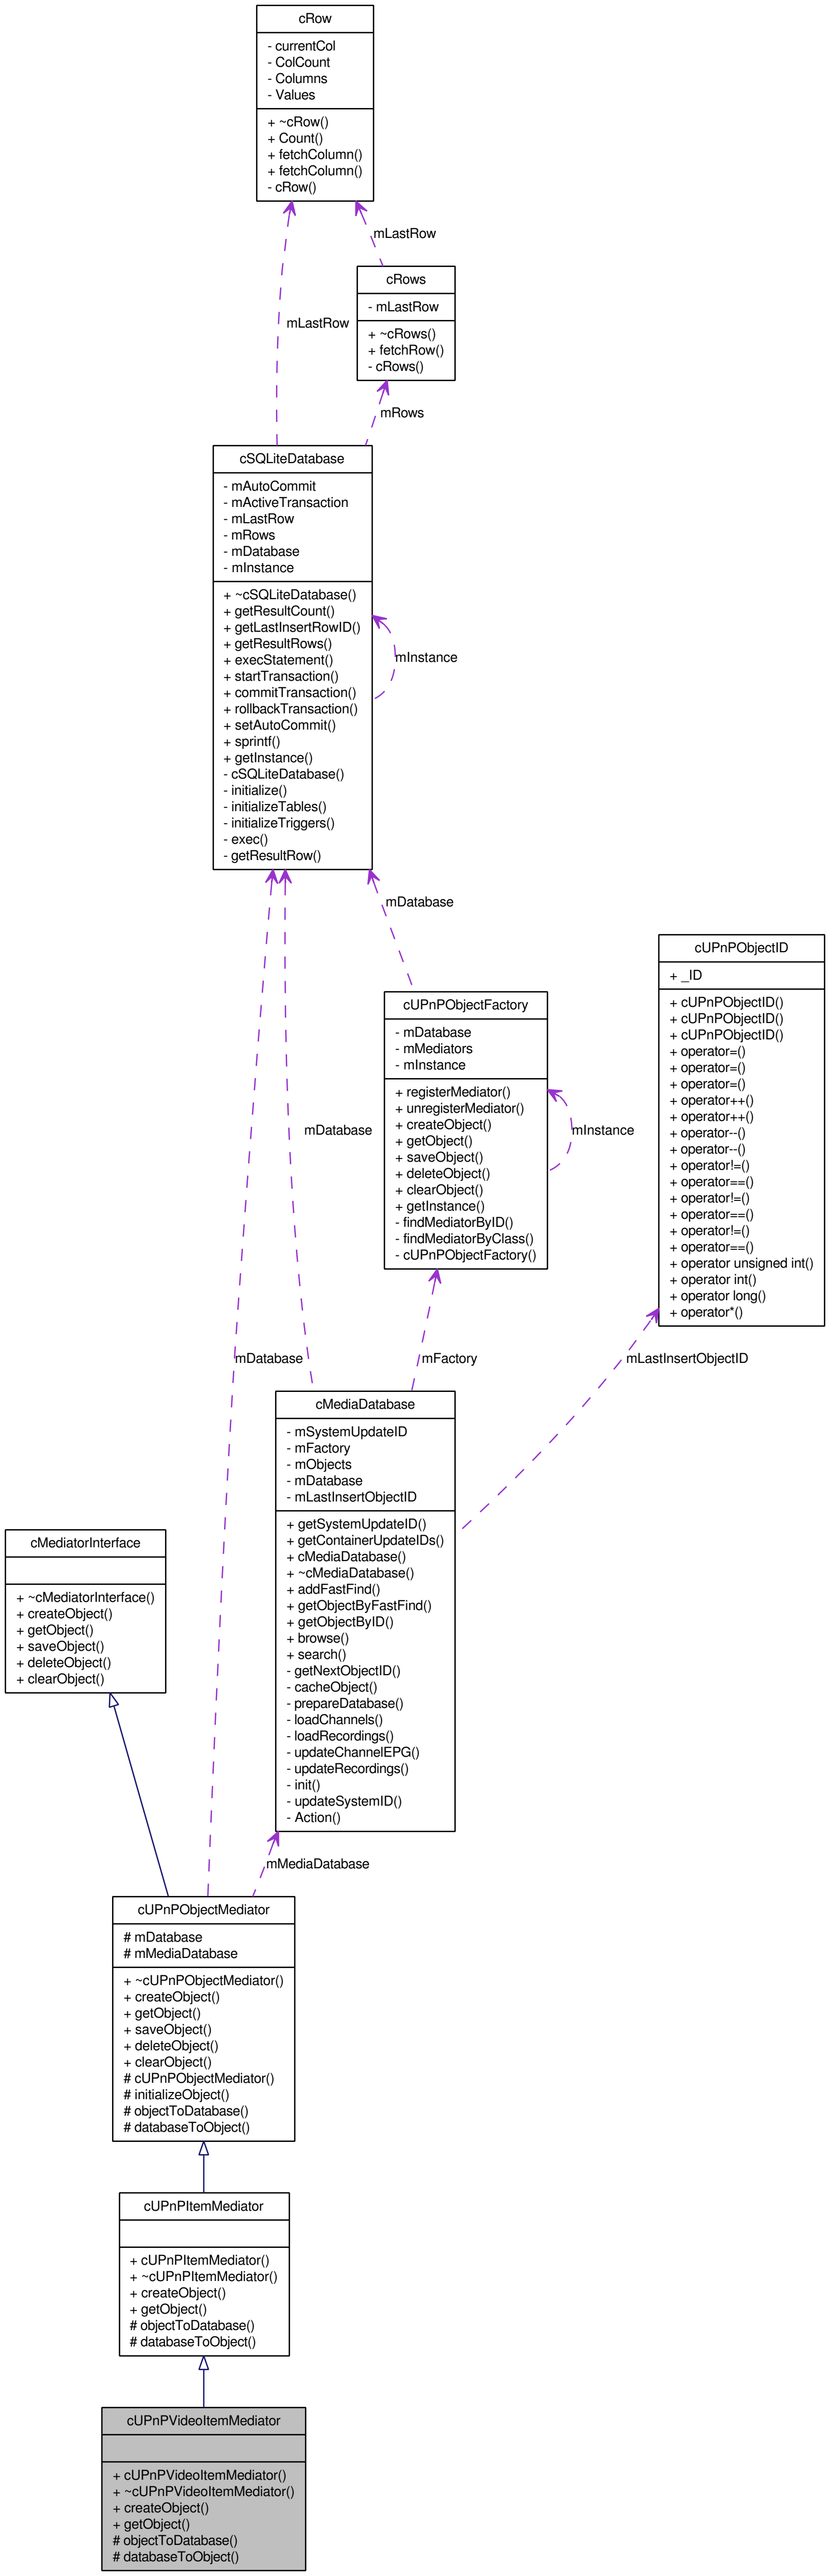 cRow
- currentCol
- ColCount
- Columns
- Values
+ ~cRow()
+ Count()
+ fetchColumn()
+ fetchColumn()
- cRow()
mLastRow
cRows
- mLastRow
+ ~cRows()
+ fetchRow()
- cRows()
mLastRow
mRows
cSQLiteDatabase
- mAutoCommit
- mActiveTransaction
- mLastRow
- mRows
- mDatabase
- mInstance
+ ~cSQLiteDatabase()
+ getResultCount()
+ getLastInsertRowID()
+ getResultRows()
+ execStatement()
+ startTransaction()
+ commitTransaction()
+ rollbackTransaction()
+ setAutoCommit()
+ sprintf()
+ getInstance()
- cSQLiteDatabase()
- initialize()
- initializeTables()
- initializeTriggers()
- exec()
- getResultRow()
mInstance
mDatabase
cUPnPObjectFactory
- mDatabase
- mMediators
- mInstance
+ registerMediator()
+ unregisterMediator()
+ createObject()
+ getObject()
+ saveObject()
+ deleteObject()
+ clearObject()
+ getInstance()
- findMediatorByID()
- findMediatorByClass()
- cUPnPObjectFactory()
mInstance
cUPnPObjectID
+ _ID
+ cUPnPObjectID()
+ cUPnPObjectID()
+ cUPnPObjectID()
+ operator=()
+ operator=()
+ operator=()
+ operator++()
+ operator++()
+ operator--()
+ operator--()
+ operator!=()
+ operator==()
+ operator!=()
+ operator==()
+ operator!=()
+ operator==()
+ operator unsigned int()
+ operator int()
+ operator long()
+ operator*()
mDatabase
mDatabase
mFactory
mLastInsertObjectID
cMediaDatabase
- mSystemUpdateID
- mFactory
- mObjects
- mDatabase
- mLastInsertObjectID
+ getSystemUpdateID()
+ getContainerUpdateIDs()
+ cMediaDatabase()
+ ~cMediaDatabase()
+ addFastFind()
+ getObjectByFastFind()
+ getObjectByID()
+ browse()
+ search()
- getNextObjectID()
- cacheObject()
- prepareDatabase()
- loadChannels()
- loadRecordings()
- updateChannelEPG()
- updateRecordings()
- init()
- updateSystemID()
- Action()
cMediatorInterface
+ ~cMediatorInterface()
+ createObject()
+ getObject()
+ saveObject()
+ deleteObject()
+ clearObject()
mMediaDatabase
cUPnPObjectMediator
# mDatabase
# mMediaDatabase
+ ~cUPnPObjectMediator()
+ createObject()
+ getObject()
+ saveObject()
+ deleteObject()
+ clearObject()
# cUPnPObjectMediator()
# initializeObject()
# objectToDatabase()
# databaseToObject()
cUPnPItemMediator
+ cUPnPItemMediator()
+ ~cUPnPItemMediator()
+ createObject()
+ getObject()
# objectToDatabase()
# databaseToObject()
cUPnPVideoItemMediator
+ cUPnPVideoItemMediator()
+ ~cUPnPVideoItemMediator()
+ createObject()
+ getObject()
# objectToDatabase()
# databaseToObject()